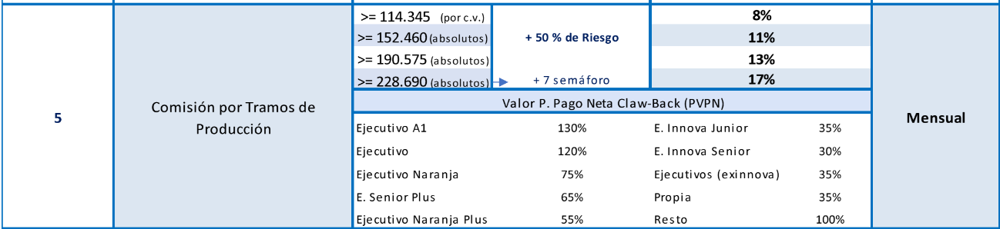 5
Comisión por Tramos de
Producción
>= 114.345 (por c.v.) 8%
>= 152.460 (absolutos) + 50 % de Riesgo 11%
>= 190.575 (absolutos) 13%
>= 228.690 (absolutos) + 7 semáforo 17%
Valor P. Pago Neta Claw-Back (PVPN)
Ejecutivo A1 130% E. Innova Junior 35%
Ejecutivo 120% E. Innova Senior 30%
Ejecutivo Naranja 75% Ejecutivos (exinnova) 35%
E. Senior Plus 65% Propia 35%
Ejecutivo Naranja Plus 55% Resto 100%
Mensual